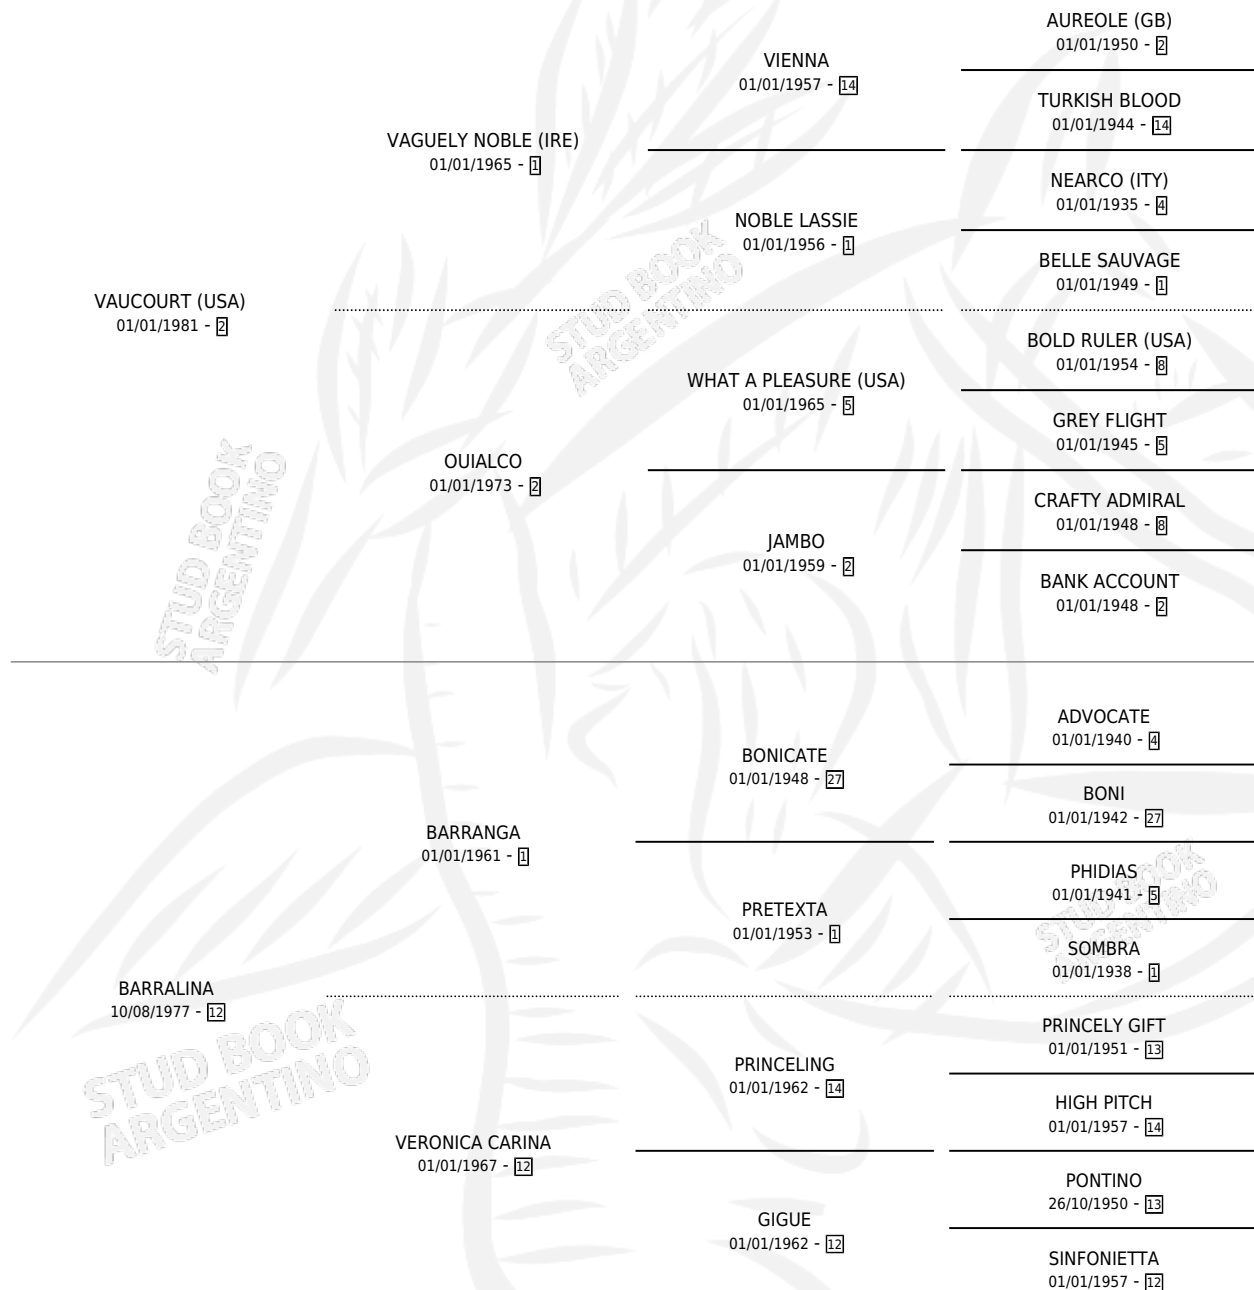 AUREOLE (GB)
01/01/1950 - 2
VIENNA
01/01/1957 - 14
TURKISH BLOOD
01/01/1944 - 14
VAGUELY NOBLE (IRE)
01/01/1965 - 1
NEARCO (ITY)
01/01/1935 - 4
NOBLE LASSIE
01/01/1956 - 1
BELLE SAUVAGE
01/01/1949 - 1
VAUCOURT (USA)
01/01/1981 - 2
STUD BOOK
ARGENTINO
BOLD RULER (USA)
01/01/1954 - 8
WHAT A PLEASURE (USA)
01/01/1965 - 5
GREY FLIGHT
01/01/1945 - 5
OUIALCO
01/01/1973 - 2
CRAFTY ADMIRAL
01/01/1948 - 8
JAMBO
01/01/1959 - 2
BANK ACCOUNT
01/01/1948 - 2
STUD BOOK
ARGENTINO
ADVOCATE
01/01/1940 - 4
BONICATE
01/01/1948 - 27
BONI
01/01/1942 - 27
BARRANGA
01/01/1961 - 1
PHIDIAS
01/01/1941 - 5
PRETEXTA
01/01/1953 - 1
SOMBRA
01/01/1938 - 1
STUD BOOK
ARGENTINO
BARRALINA
10/08/1977 - 12
STUD BOOK
ARGENTINO
PRINCELY GIFT
01/01/1951 - 13
PRINCELING
01/01/1962 - 14
HIGH PITCH
01/01/1957 - 14
VERONICA CARINA
01/01/1967 - 12
PONTINO
26/10/1950 - 13
GIGUE
01/01/1962 - 12
SINFONIETTA
01/01/1957 - 12